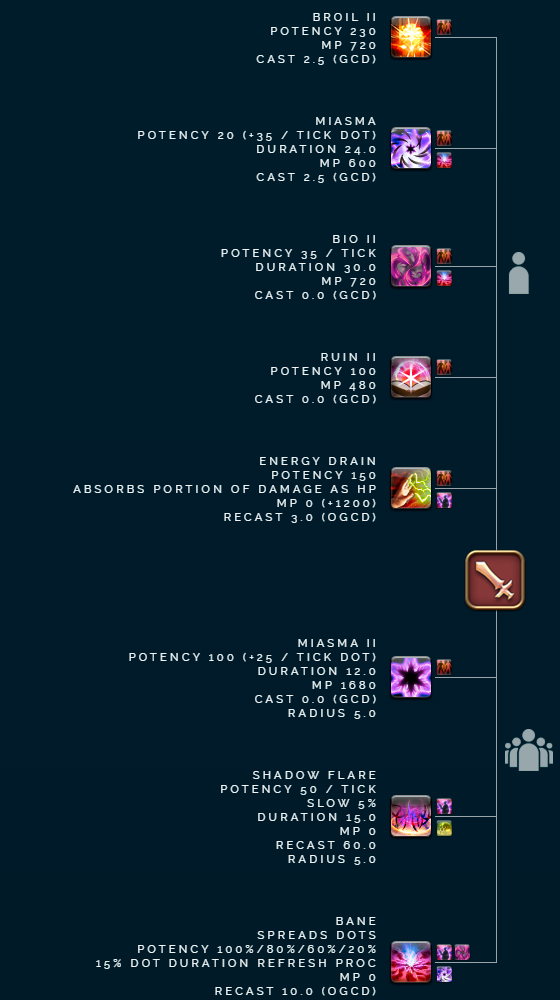 BROIL II
POTENCY 230
MP 720
CAST 2.5 (GCD)
MIASMA
POTENCY 20 (+35 / TICK DOT)
DURATION 24.0
MP 600
CAST 2.5 (GCD)
BIO II
POTENCY 35 / TICK
DURATION 30.0
MP 720
CAST 0.0 (GCD)
RUIN II
POTENCY 100
MP 480
CAST 0.0 (GCD)
ENERGY DRAIN
POTENCY 150
ABSORBS PORTION OF DAMAGE AS HP
MP 0 (+1200)
RECAST 3.0 (OGCD)
MIASMA II
POTENCY 100 (+25 / TICK DOT)
DURATION 12.0
MP 1680
CAST 0.0 (GCD)
RADIUS 5.0
SHADOW FLARE
POTENCY 50 / TICK
SLOW 5%
DURATION 15.0
MP 0
RECAST 60.0
RADIUS 5.0
BANE
SPREADS DOTS
POTENCY 100%/80%/60%/20%
15% DOT DURATION REFRESH PROC
MP 0
RECAST 10.0 (OGCD)